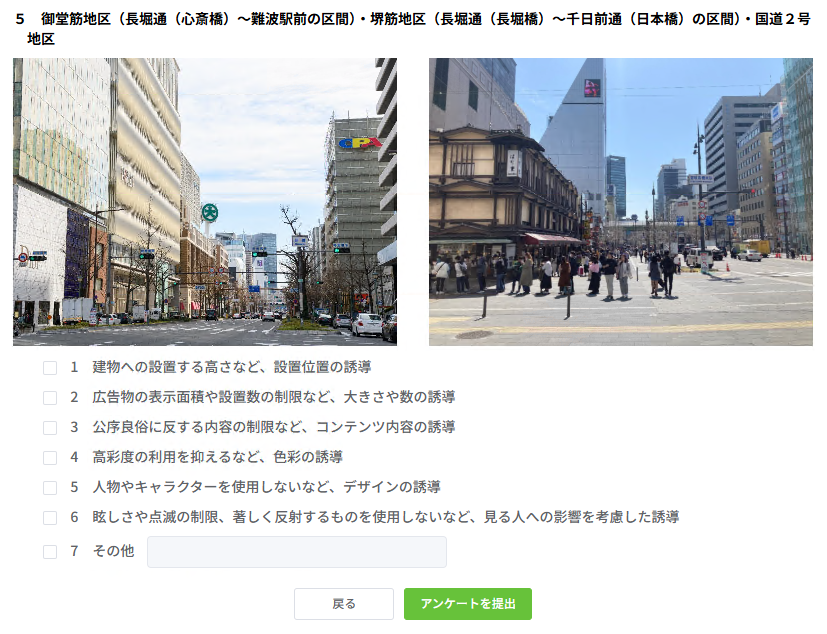 5 御堂筋地区（長堀通（心斎橋）～難波駅前の区間）・堺筋地区（長堀通（長堀橋）～千日前通（日本橋）の区間）・国道２号
地区
1 建物への設置する高さなど、設置位置の誘導
2 広告物の表示面積や設置数の制限など、大きさや数の誘導
3 公序良俗に反する内容の制限など、コンテンツ内容の誘導
4 高彩度の利用を抑えるなど、色彩の誘導
5 人物やキャラクターを使用しないなど、デザインの誘導
6 眩しさや点滅の制限、著しく反射するものを使用しないなど、見る人への影響を考慮した誘導
7 その他
戻る
アンケートを提出